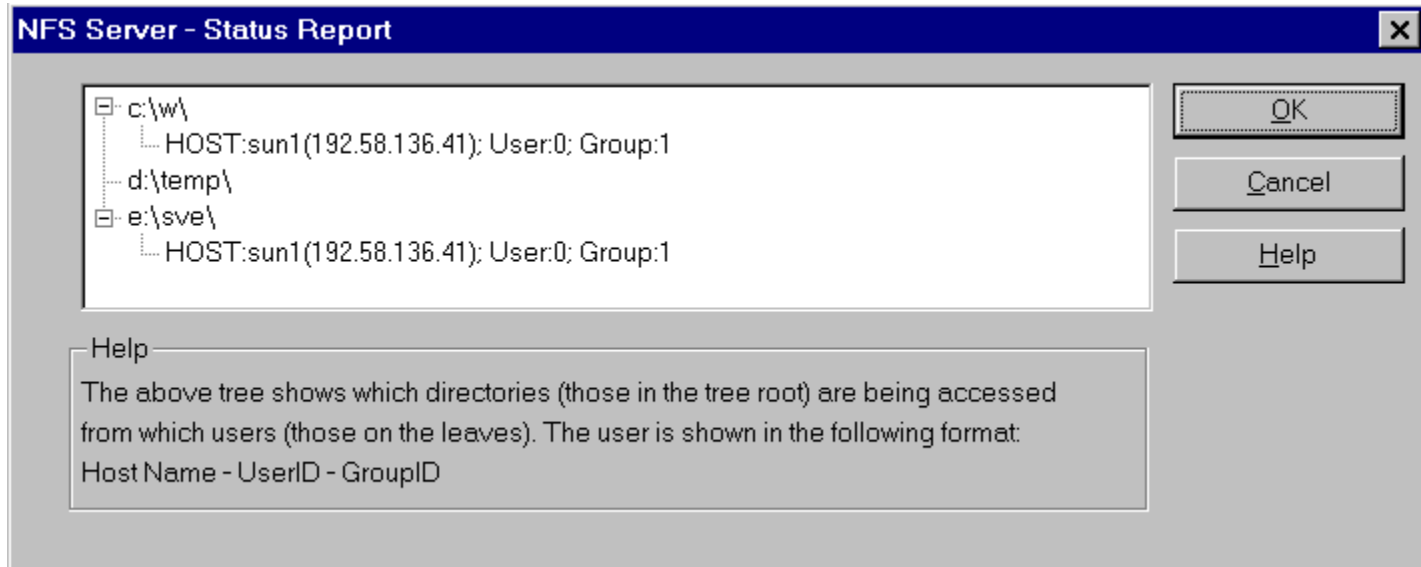 NFS Server - Status Report
c:\w\
HOST:sun1(192.58.136.41); User:0; Group:1
d:\temp\
e:\sve\
HOST:sun1(192.58.136.41); User:0; Group:1
OK
Cancel
Help
Help
The above tree shows which directories (those in the tree root) are being accessed
from which users (those on the leaves). The user is shown in the following format:
Host Name - UserID - GroupID